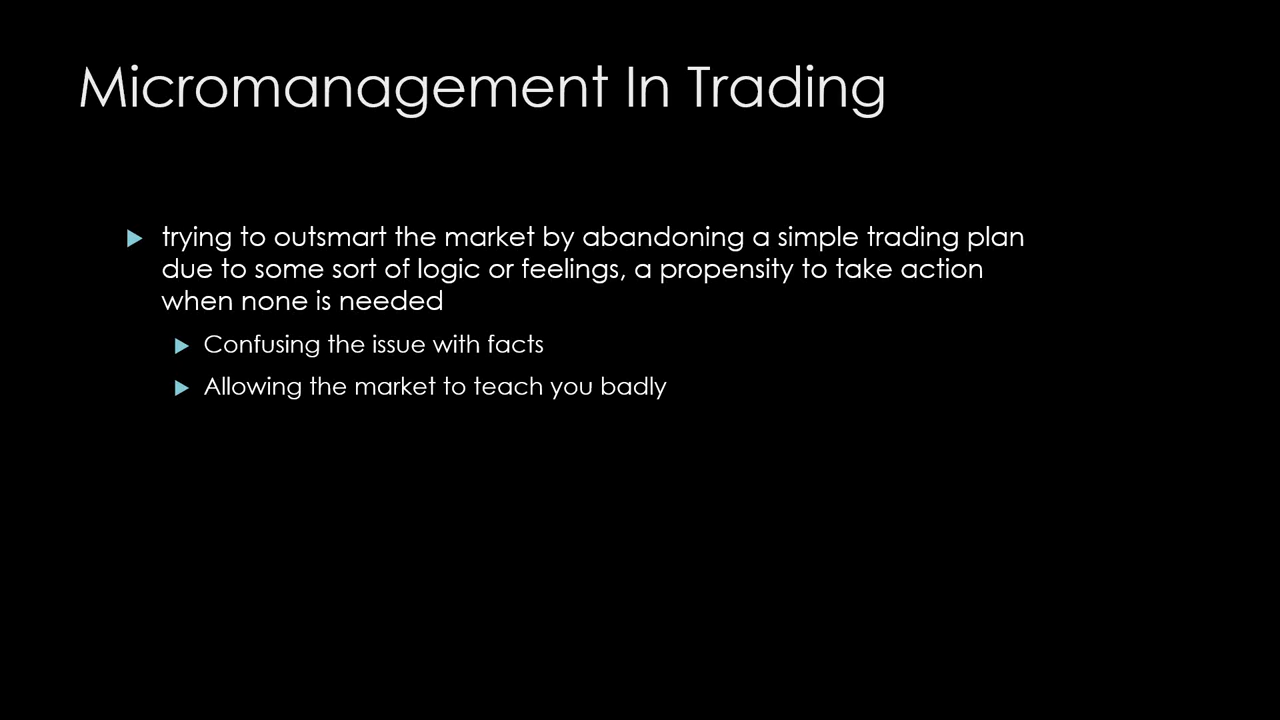 Micromanagement In Trading
trying to outsmart the market by abandoning a simple trading plan
due to some sort of logic or feelings, a propensity to take action
when none is needed
Confusing the issue with facts
Allowing the market to teach you badly